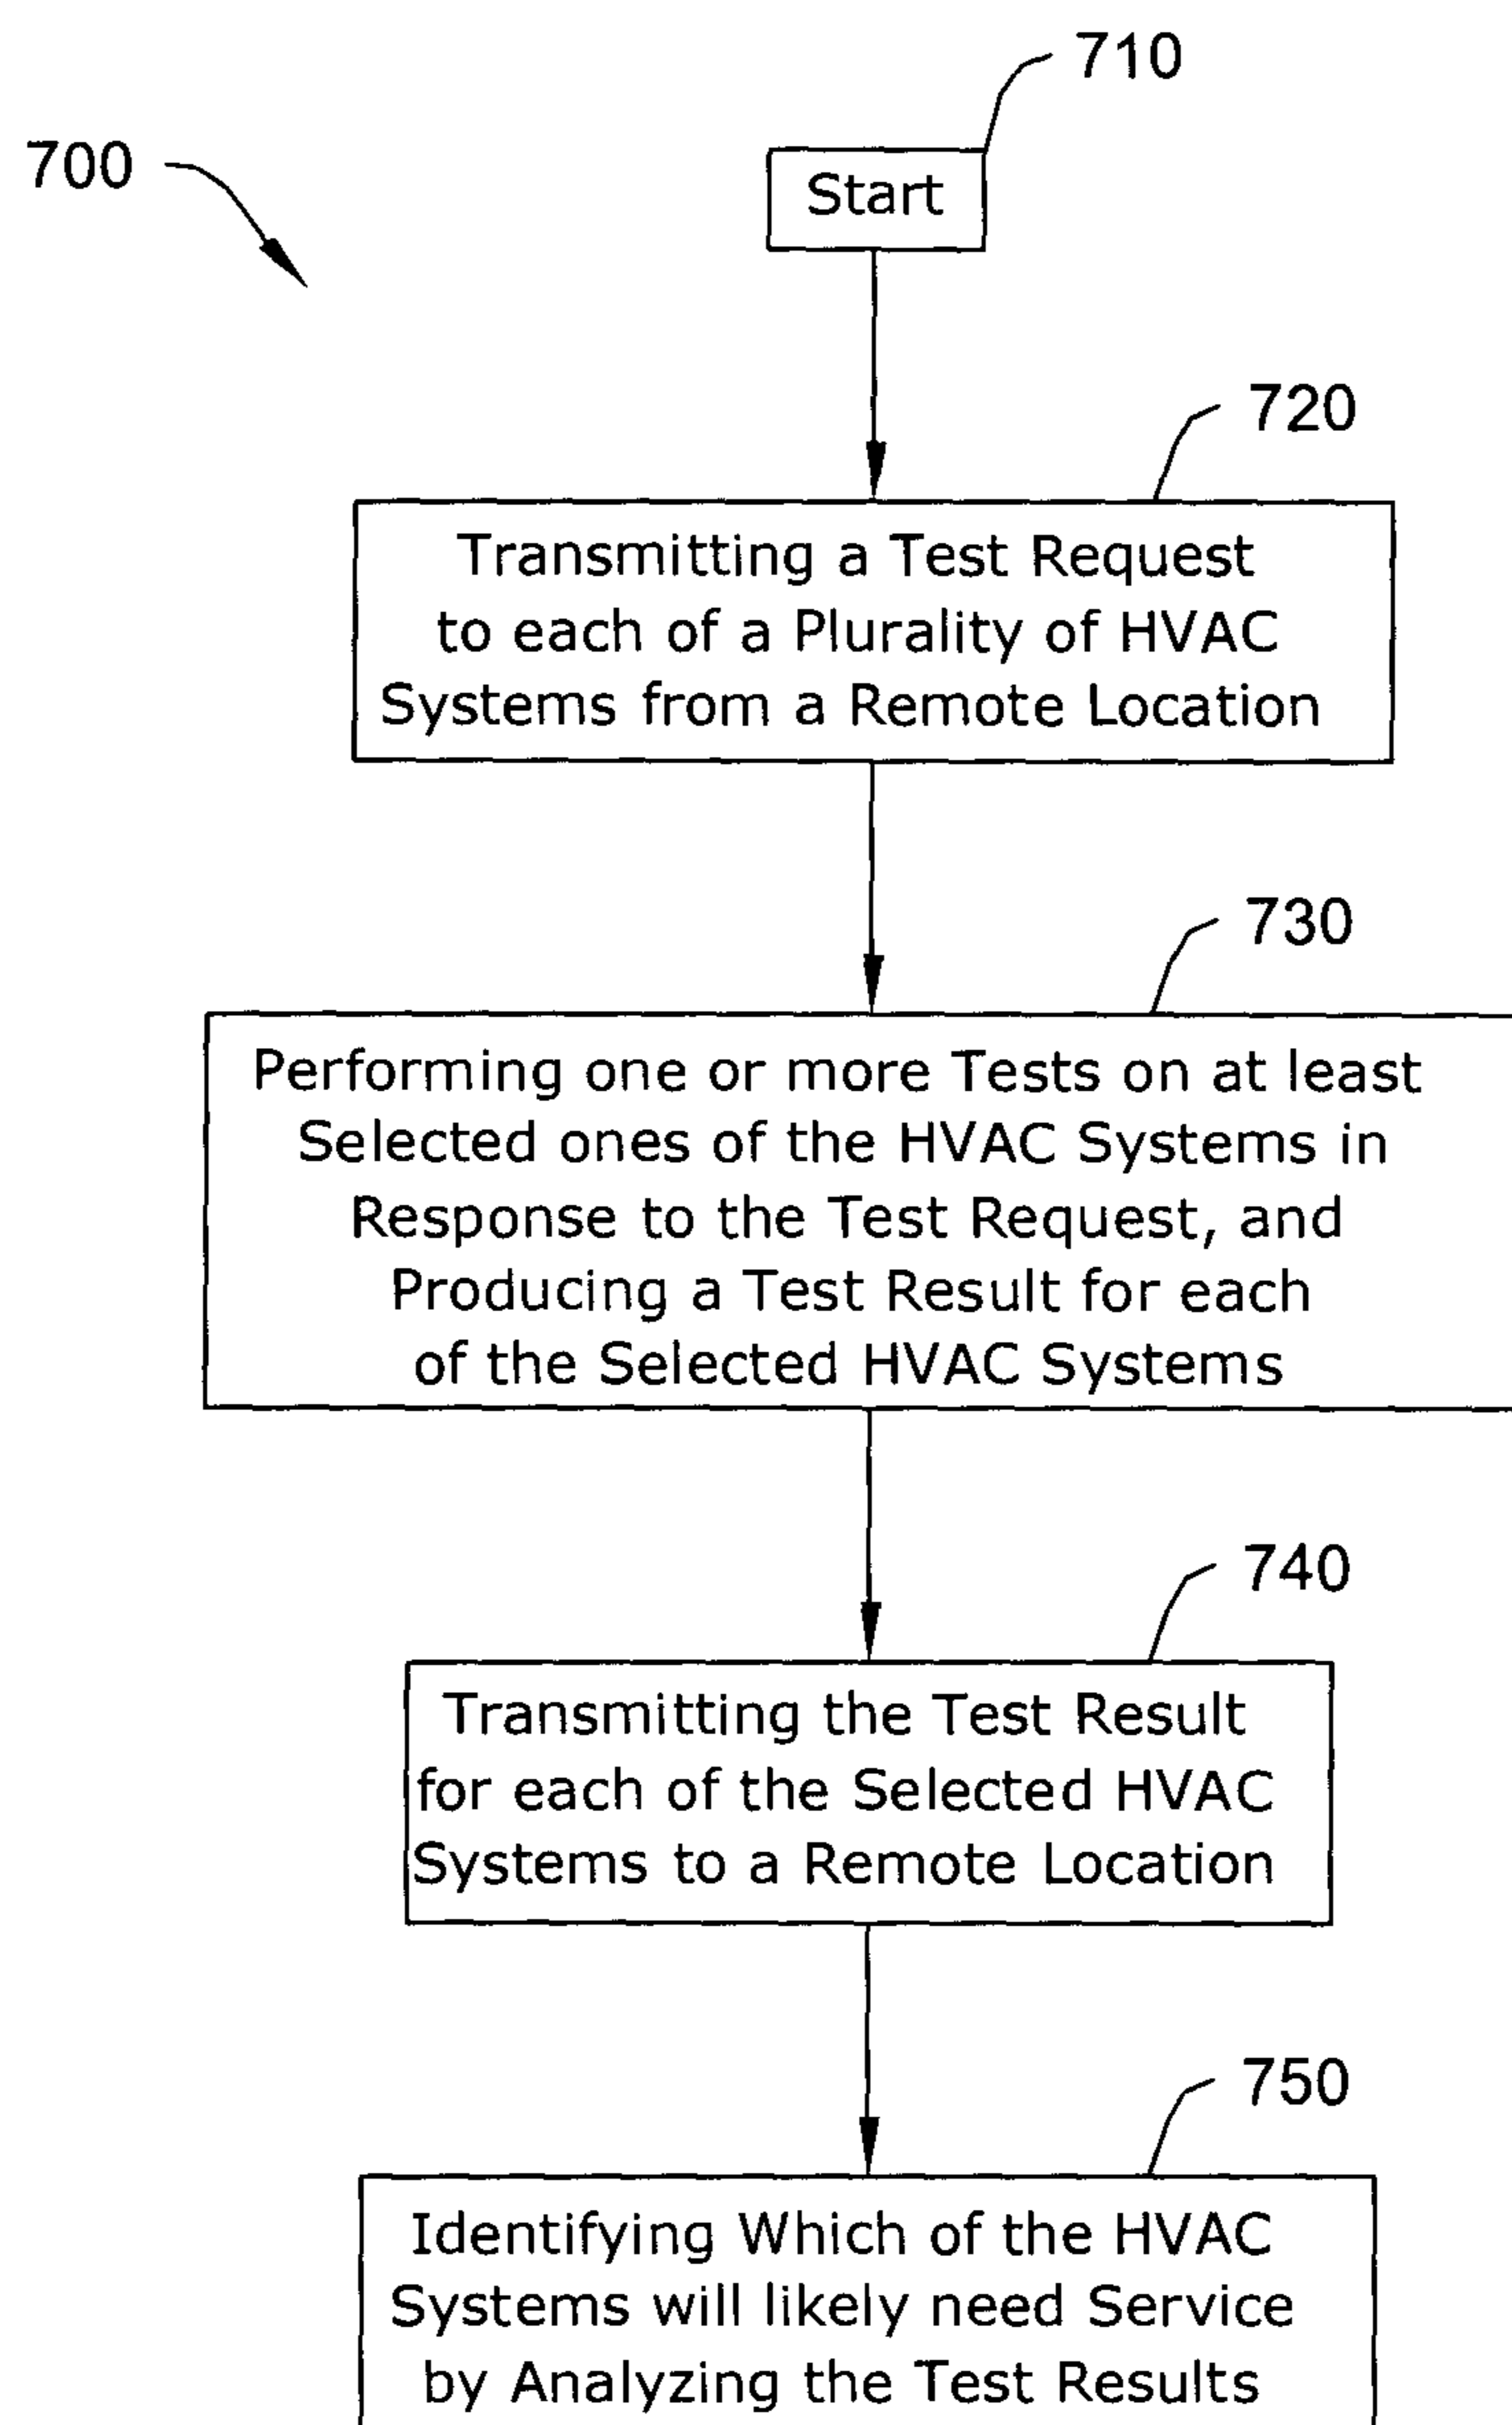 710
700
Start
720
Transmitting a Test Request
to each of a Plurality of HVAC
Systems from a Remote Location
730
Performing one or more Tests on at least
Selected ones of the HVAC Systems in
Response to the Test Request, and
Producing a Test Result for each
of the Selected HVAC Systems
740
Transmitting the Test Result
for each of the Selected HVAC
Systems to a Remote Location
750
Identifying Which of the HVAC
Systems will likely need Service
by Analyzing the Test Results